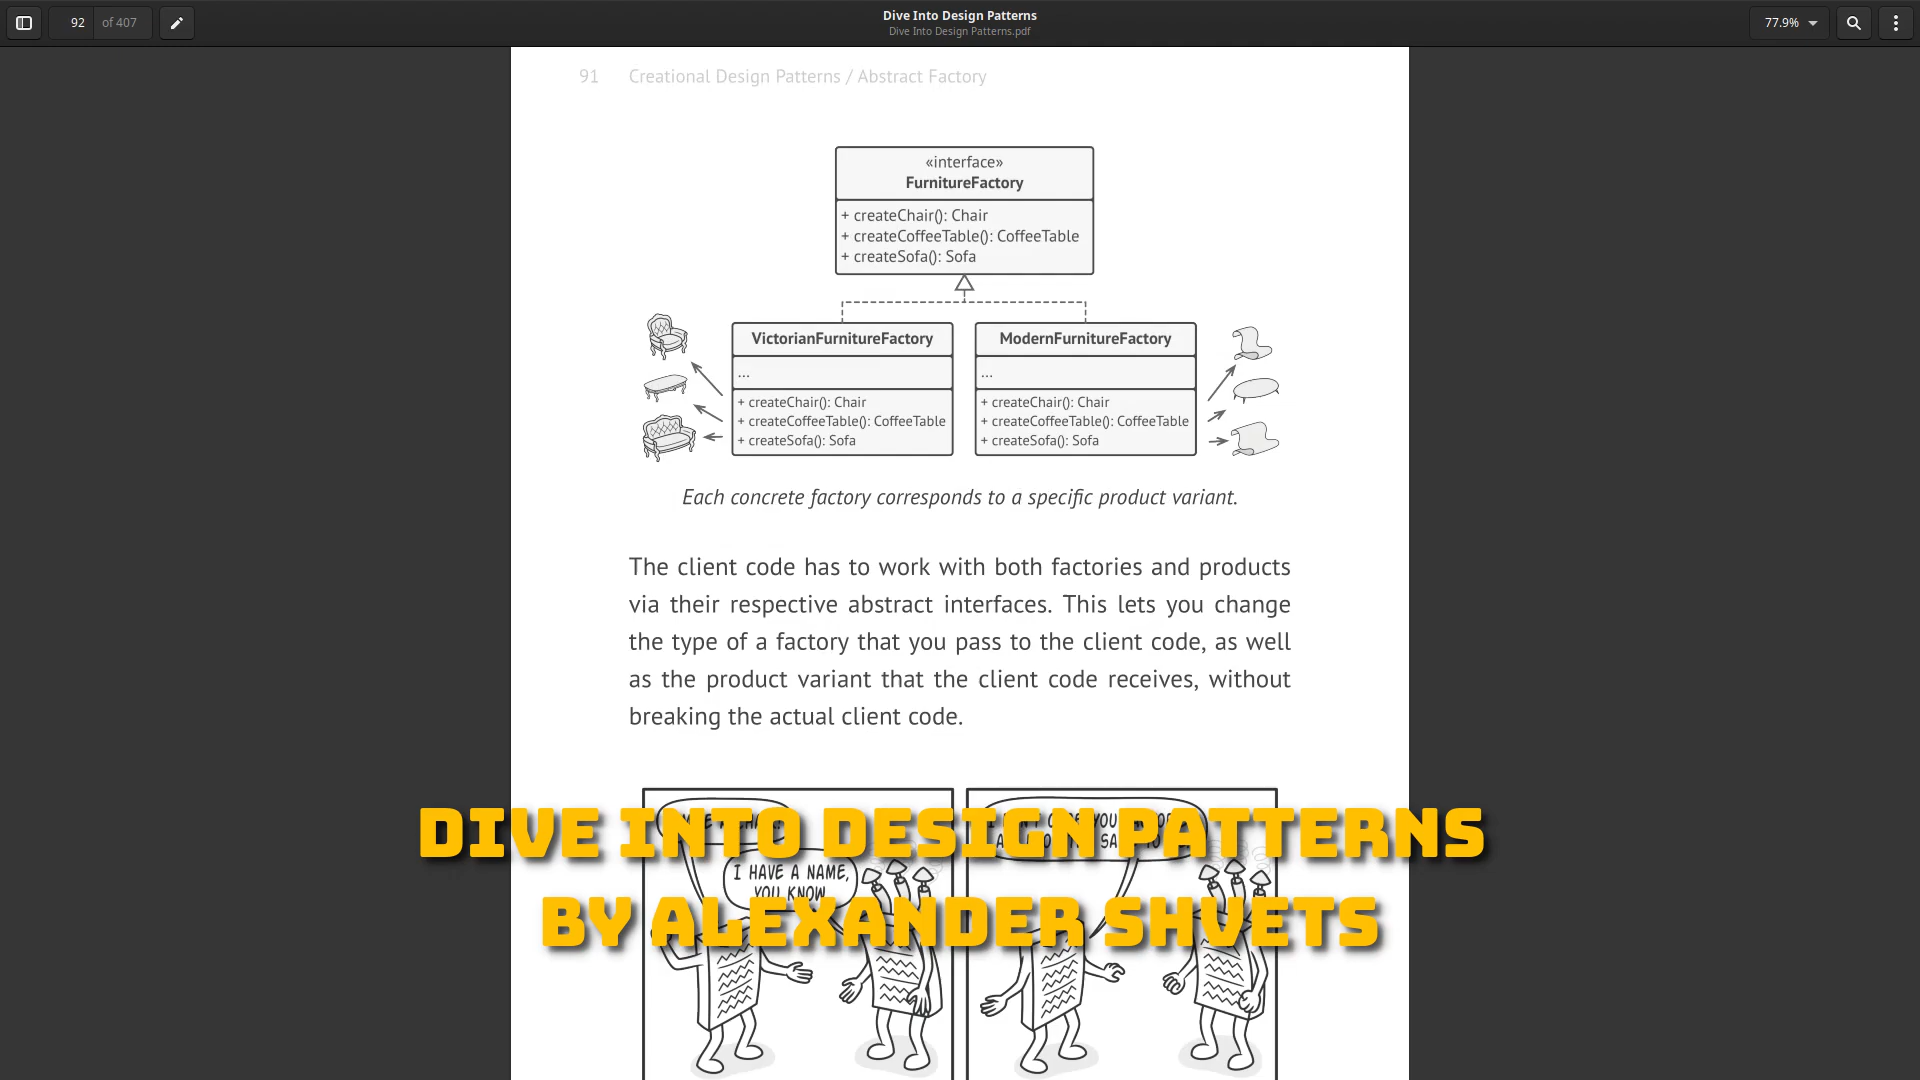 92 of 407
Dive Into Design Patterns
Dive Into Design Patterns.pdf
77.9%
91 Creational Design Patterns / Abstract Factory
«interface»
FurnitureFactory
+ createChair(): Chair
+ createCoffeeTable(): CoffeeTable
+ createSofa(): Sofa
VictorianFurnitureFactory
...
+ createChair(): Chair
+ createCoffeeTable(): CoffeeTable
+ createSofa(): Sofa
ModernFurnitureFactory
...
+ createChair(): Chair
+ createCoffeeTable(): CoffeeTable
+ createSofa(): Sofa
Each concrete factory corresponds to a specific product variant.
The client code has to work with both factories and products
via their respective abstract interfaces. This lets you change
the type of a factory that you pass to the client code, as well
as the product variant that the client code receives, without
breaking the actual client code.
DIVE INTO DESIGN PATTERNS
I HAVE A NAME,
YOU KNOW
BY ALEXANDER SHVETS